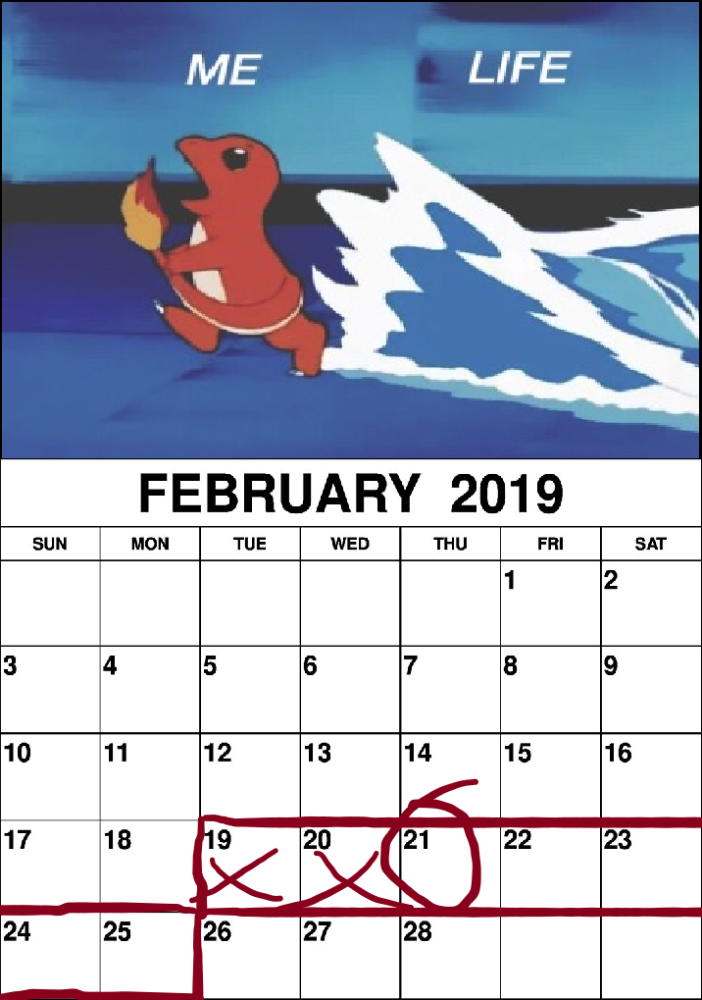 ME LIFE
FEBRUARY 2019
SUN MON TUE WED THU FRI SAT
1 2
3 4 5 6 7 8 9
10 11 12 13 14 15 16
17 18 19 20 21 22 23
24 25 26 27 28